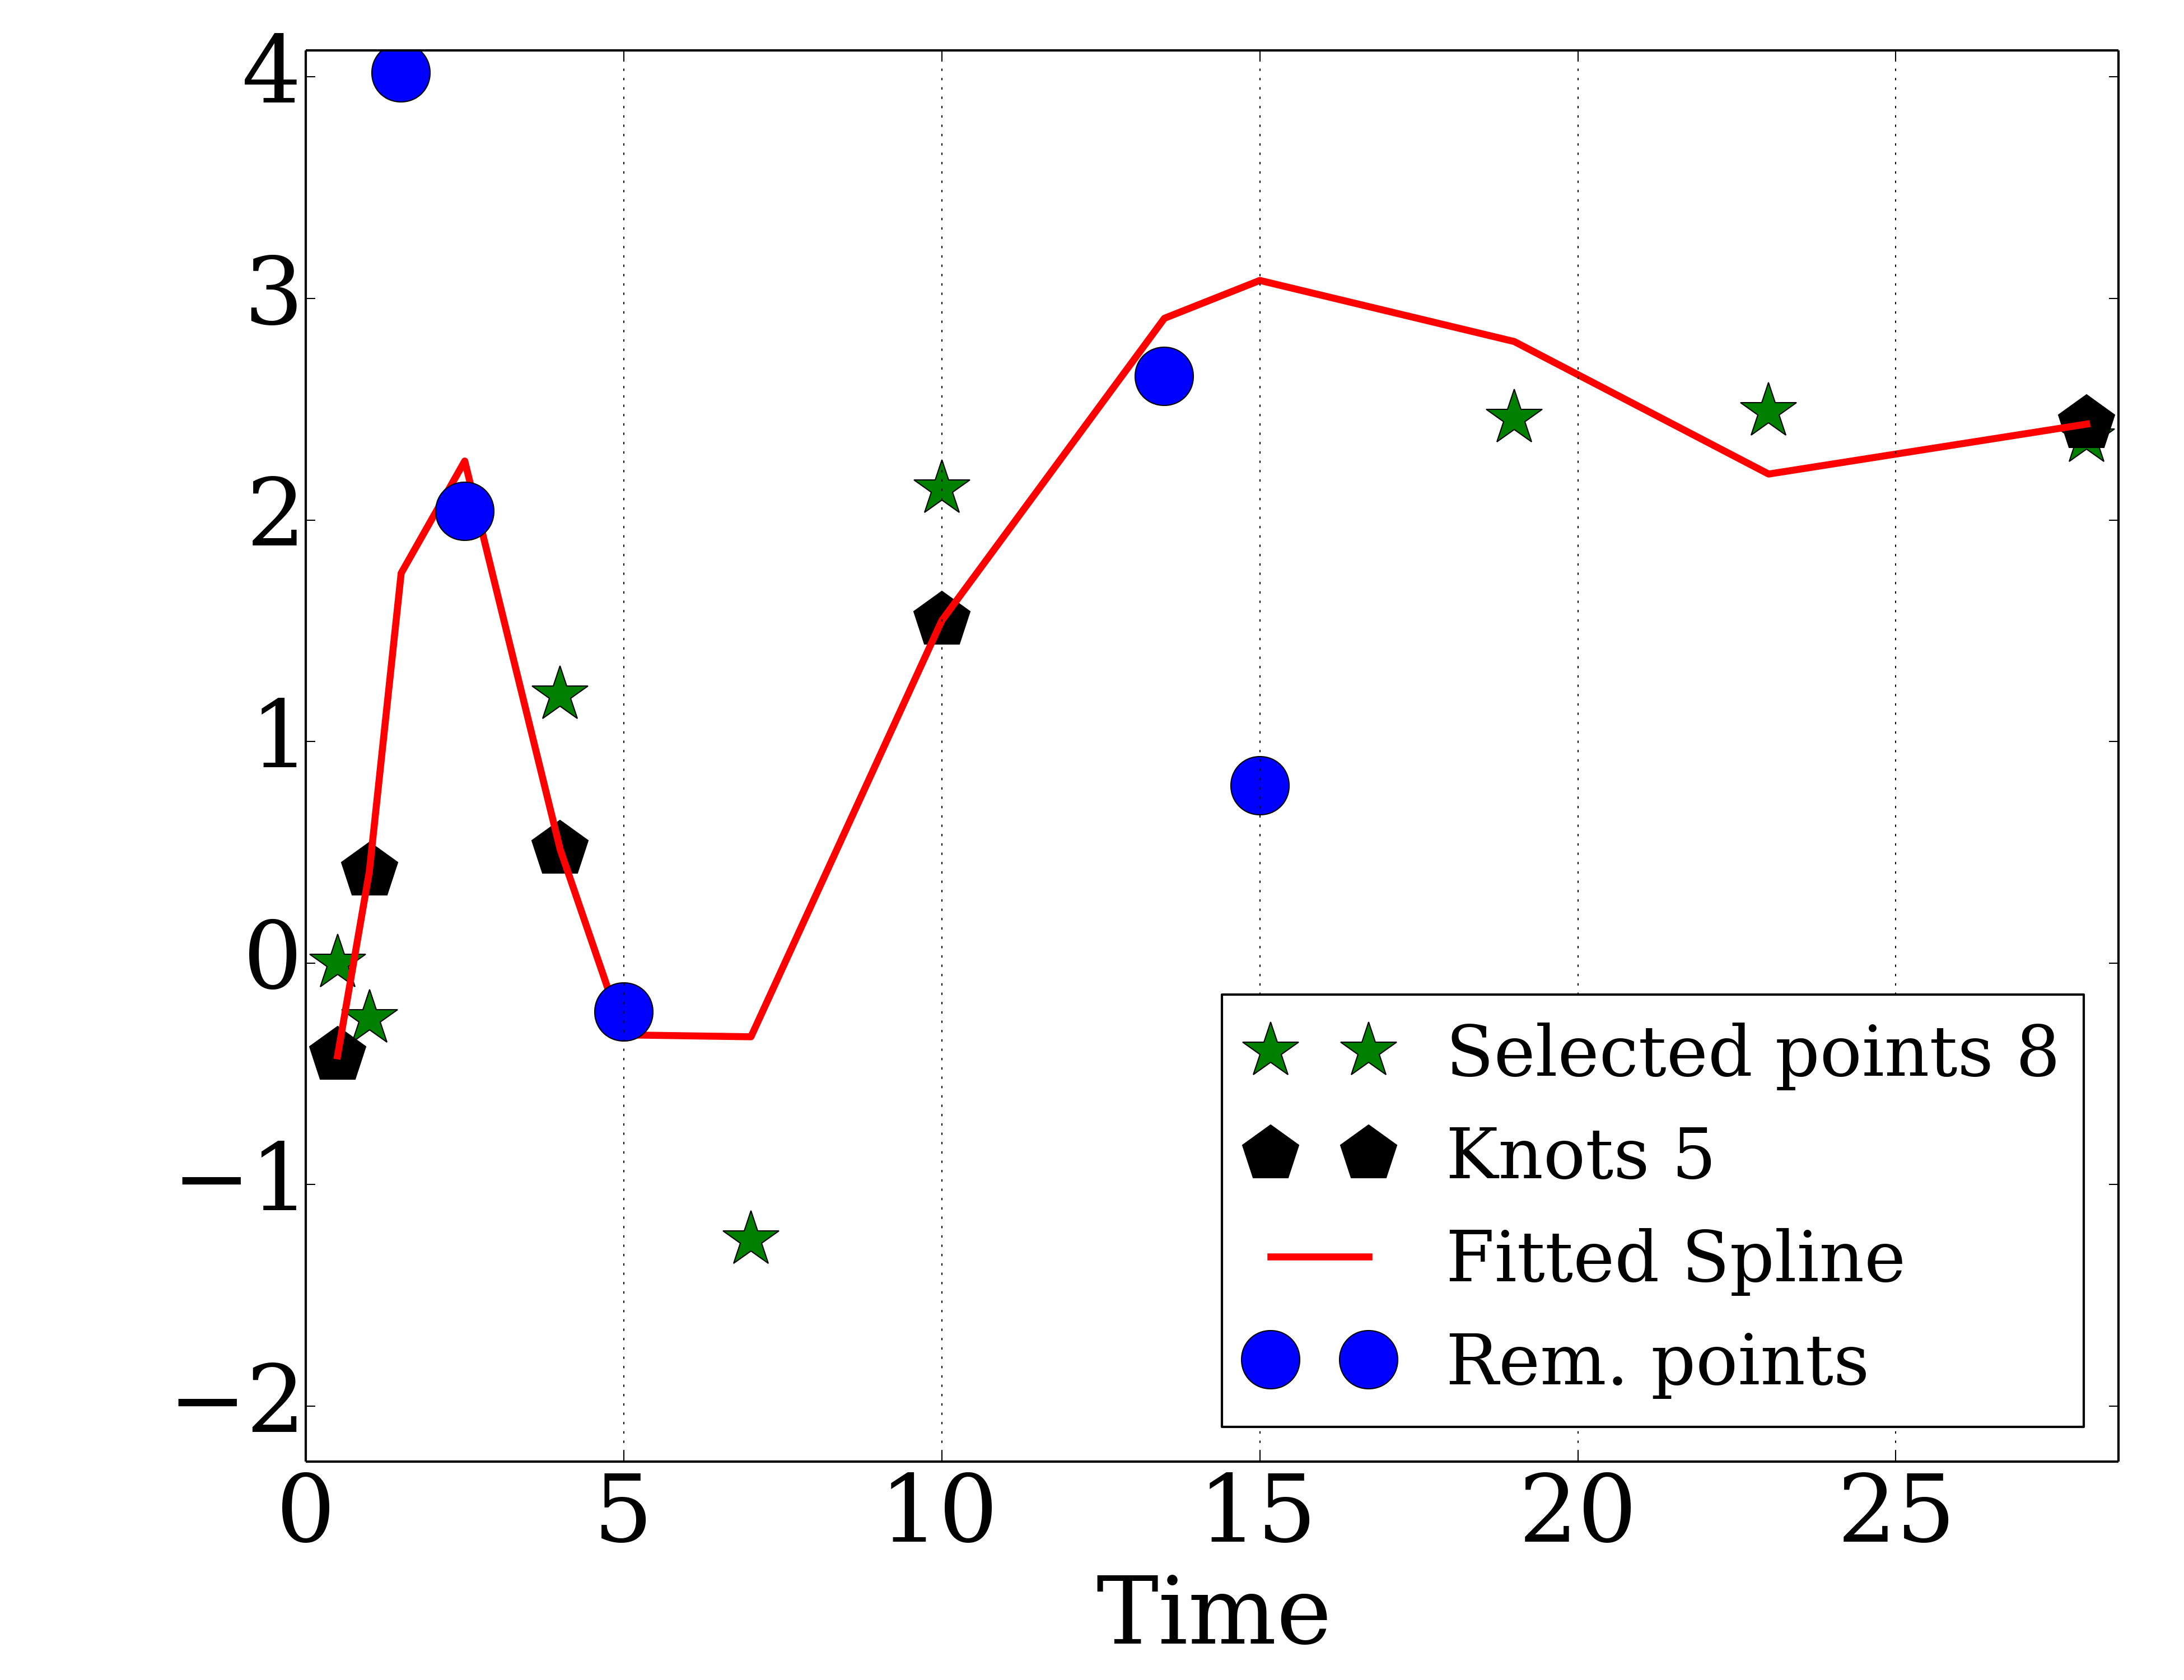 4
3
2
1
0
−1
−2
0 5 10 15 20 25
Time
Selected points 8
Knots 5
Fitted Spline
Rem. points